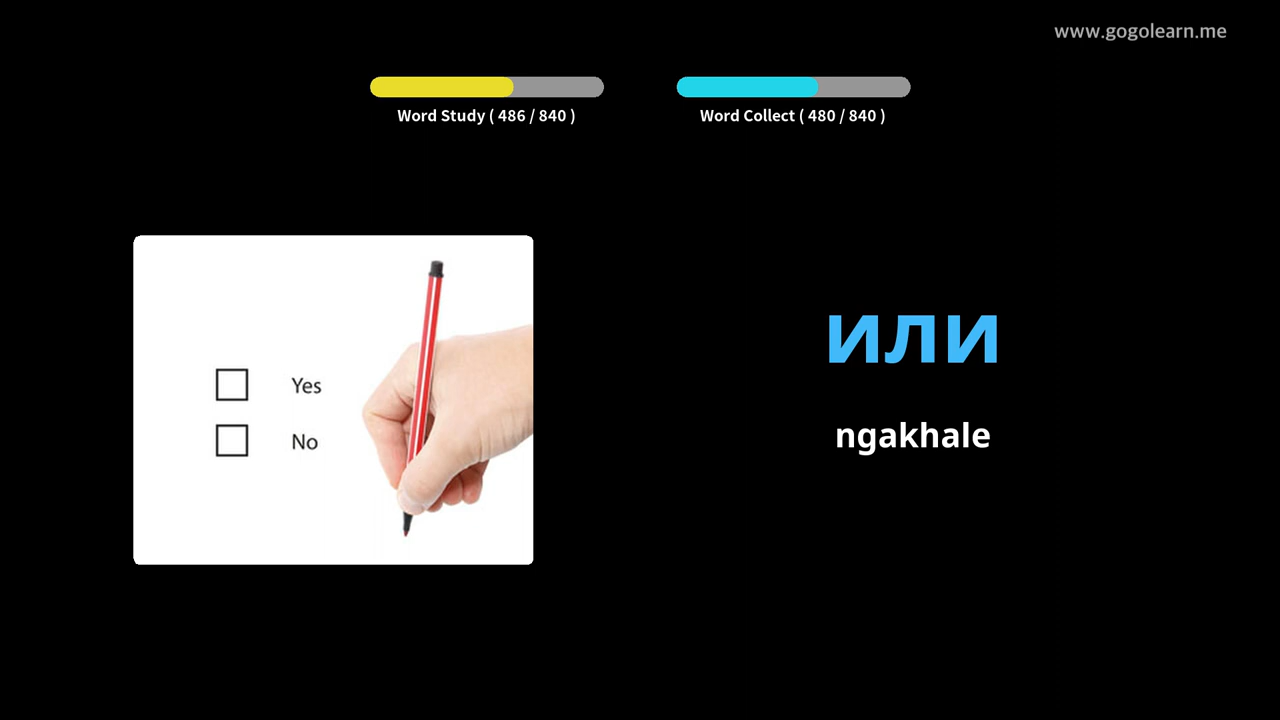 www.gogolearn.me
Word Study ( 486 / 840 )
Word Collect ( 480 / 840 )
Yes
No
или
ngakhale